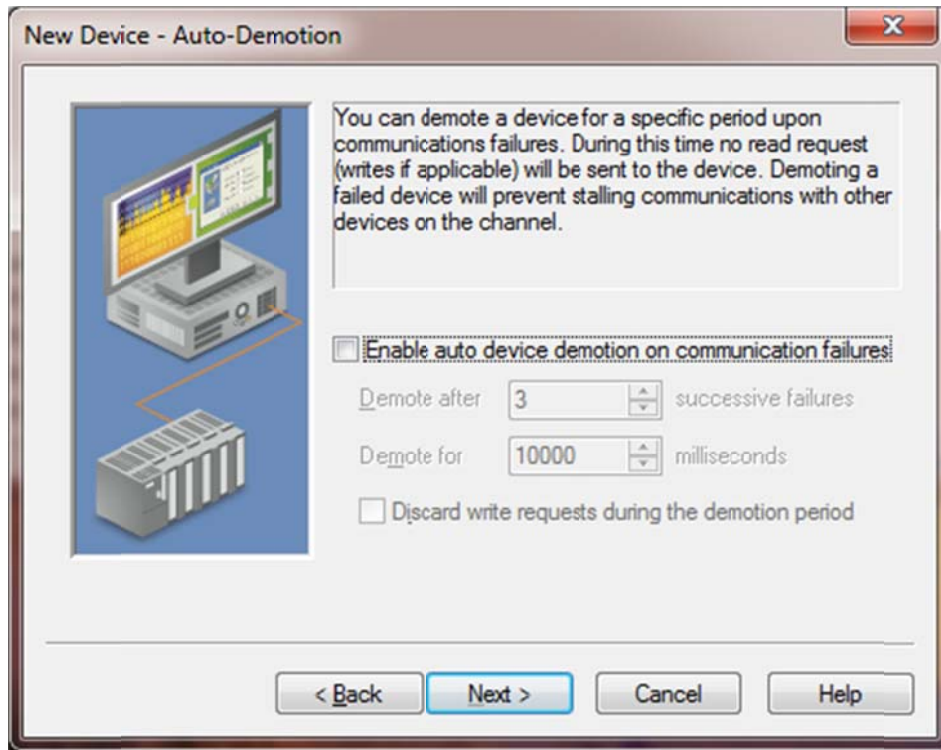 New Device - Auto-Demotion
You can demote a device for a specific period upon
communications failures. During this time no read request
(writes if applicable) will be sent to the device. Demoting a
failed device will prevent stalling communications with other
devices on the channel.
Enable auto device demotion on communication failures
Demote after 3 successive failures
Demote for 10000 milliseconds
Discard write requests during the demotion period
< Back Next > Cancel Help